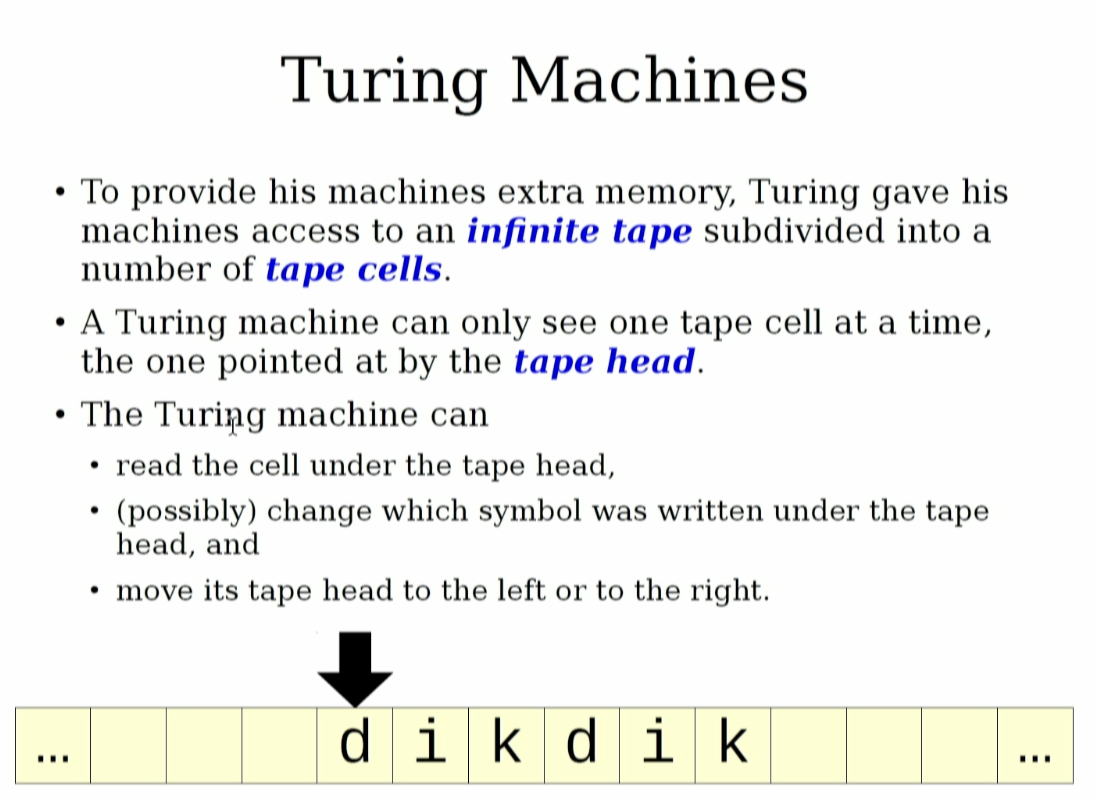 Turing Machines
• To provide his machines extra memory, Turing gave his
machines access to an infinite tape subdivided into a
number of tape cells.
• A Turing machine can only see one tape cell at a time,
the one pointed at by the tape head.
• The Turing machine can
• read the cell under the tape head,
• (possibly) change which symbol was written under the tape
head, and
• move its tape head to the left or to the right.
… d i k d i k …